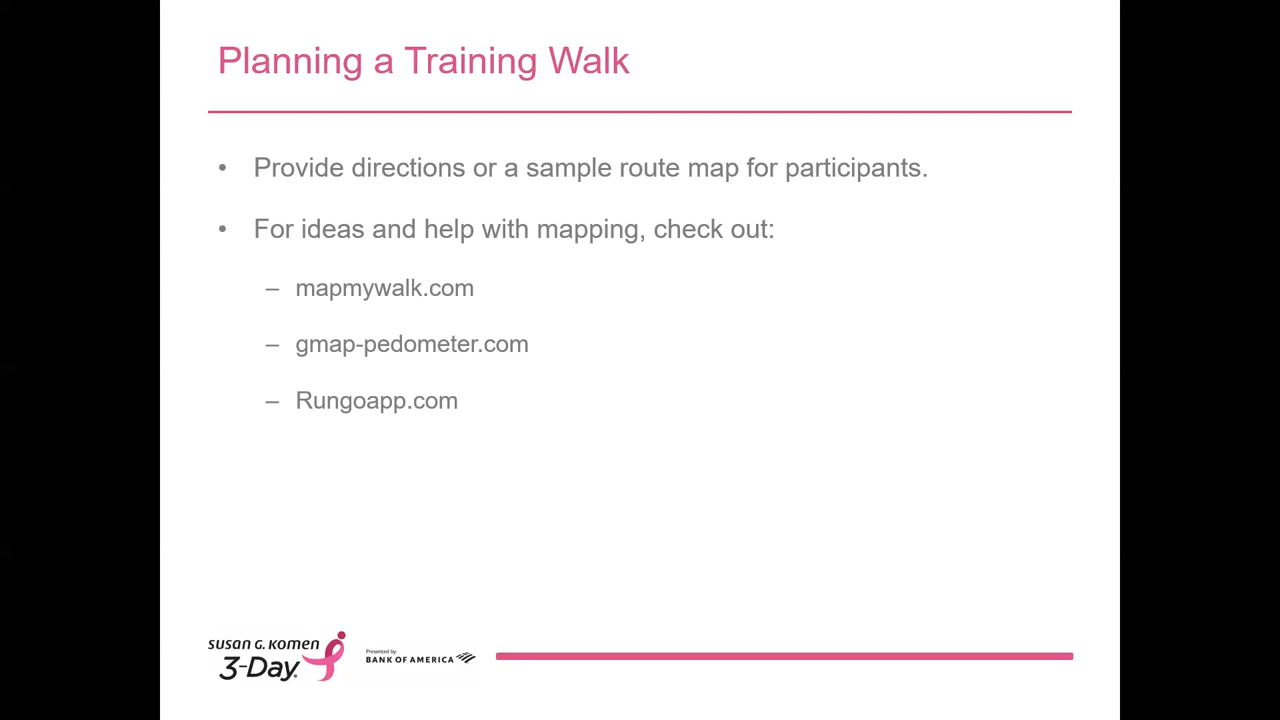 Planning a Training Walk
• Provide directions or a sample route map for participants.
• For ideas and help with mapping, check out:
– mapmywalk.com
– gmap-pedometer.com
– Rungoapp.com
SUSAN G. KOMEN
3-Day®
Presented by:
BANK OF AMERICA